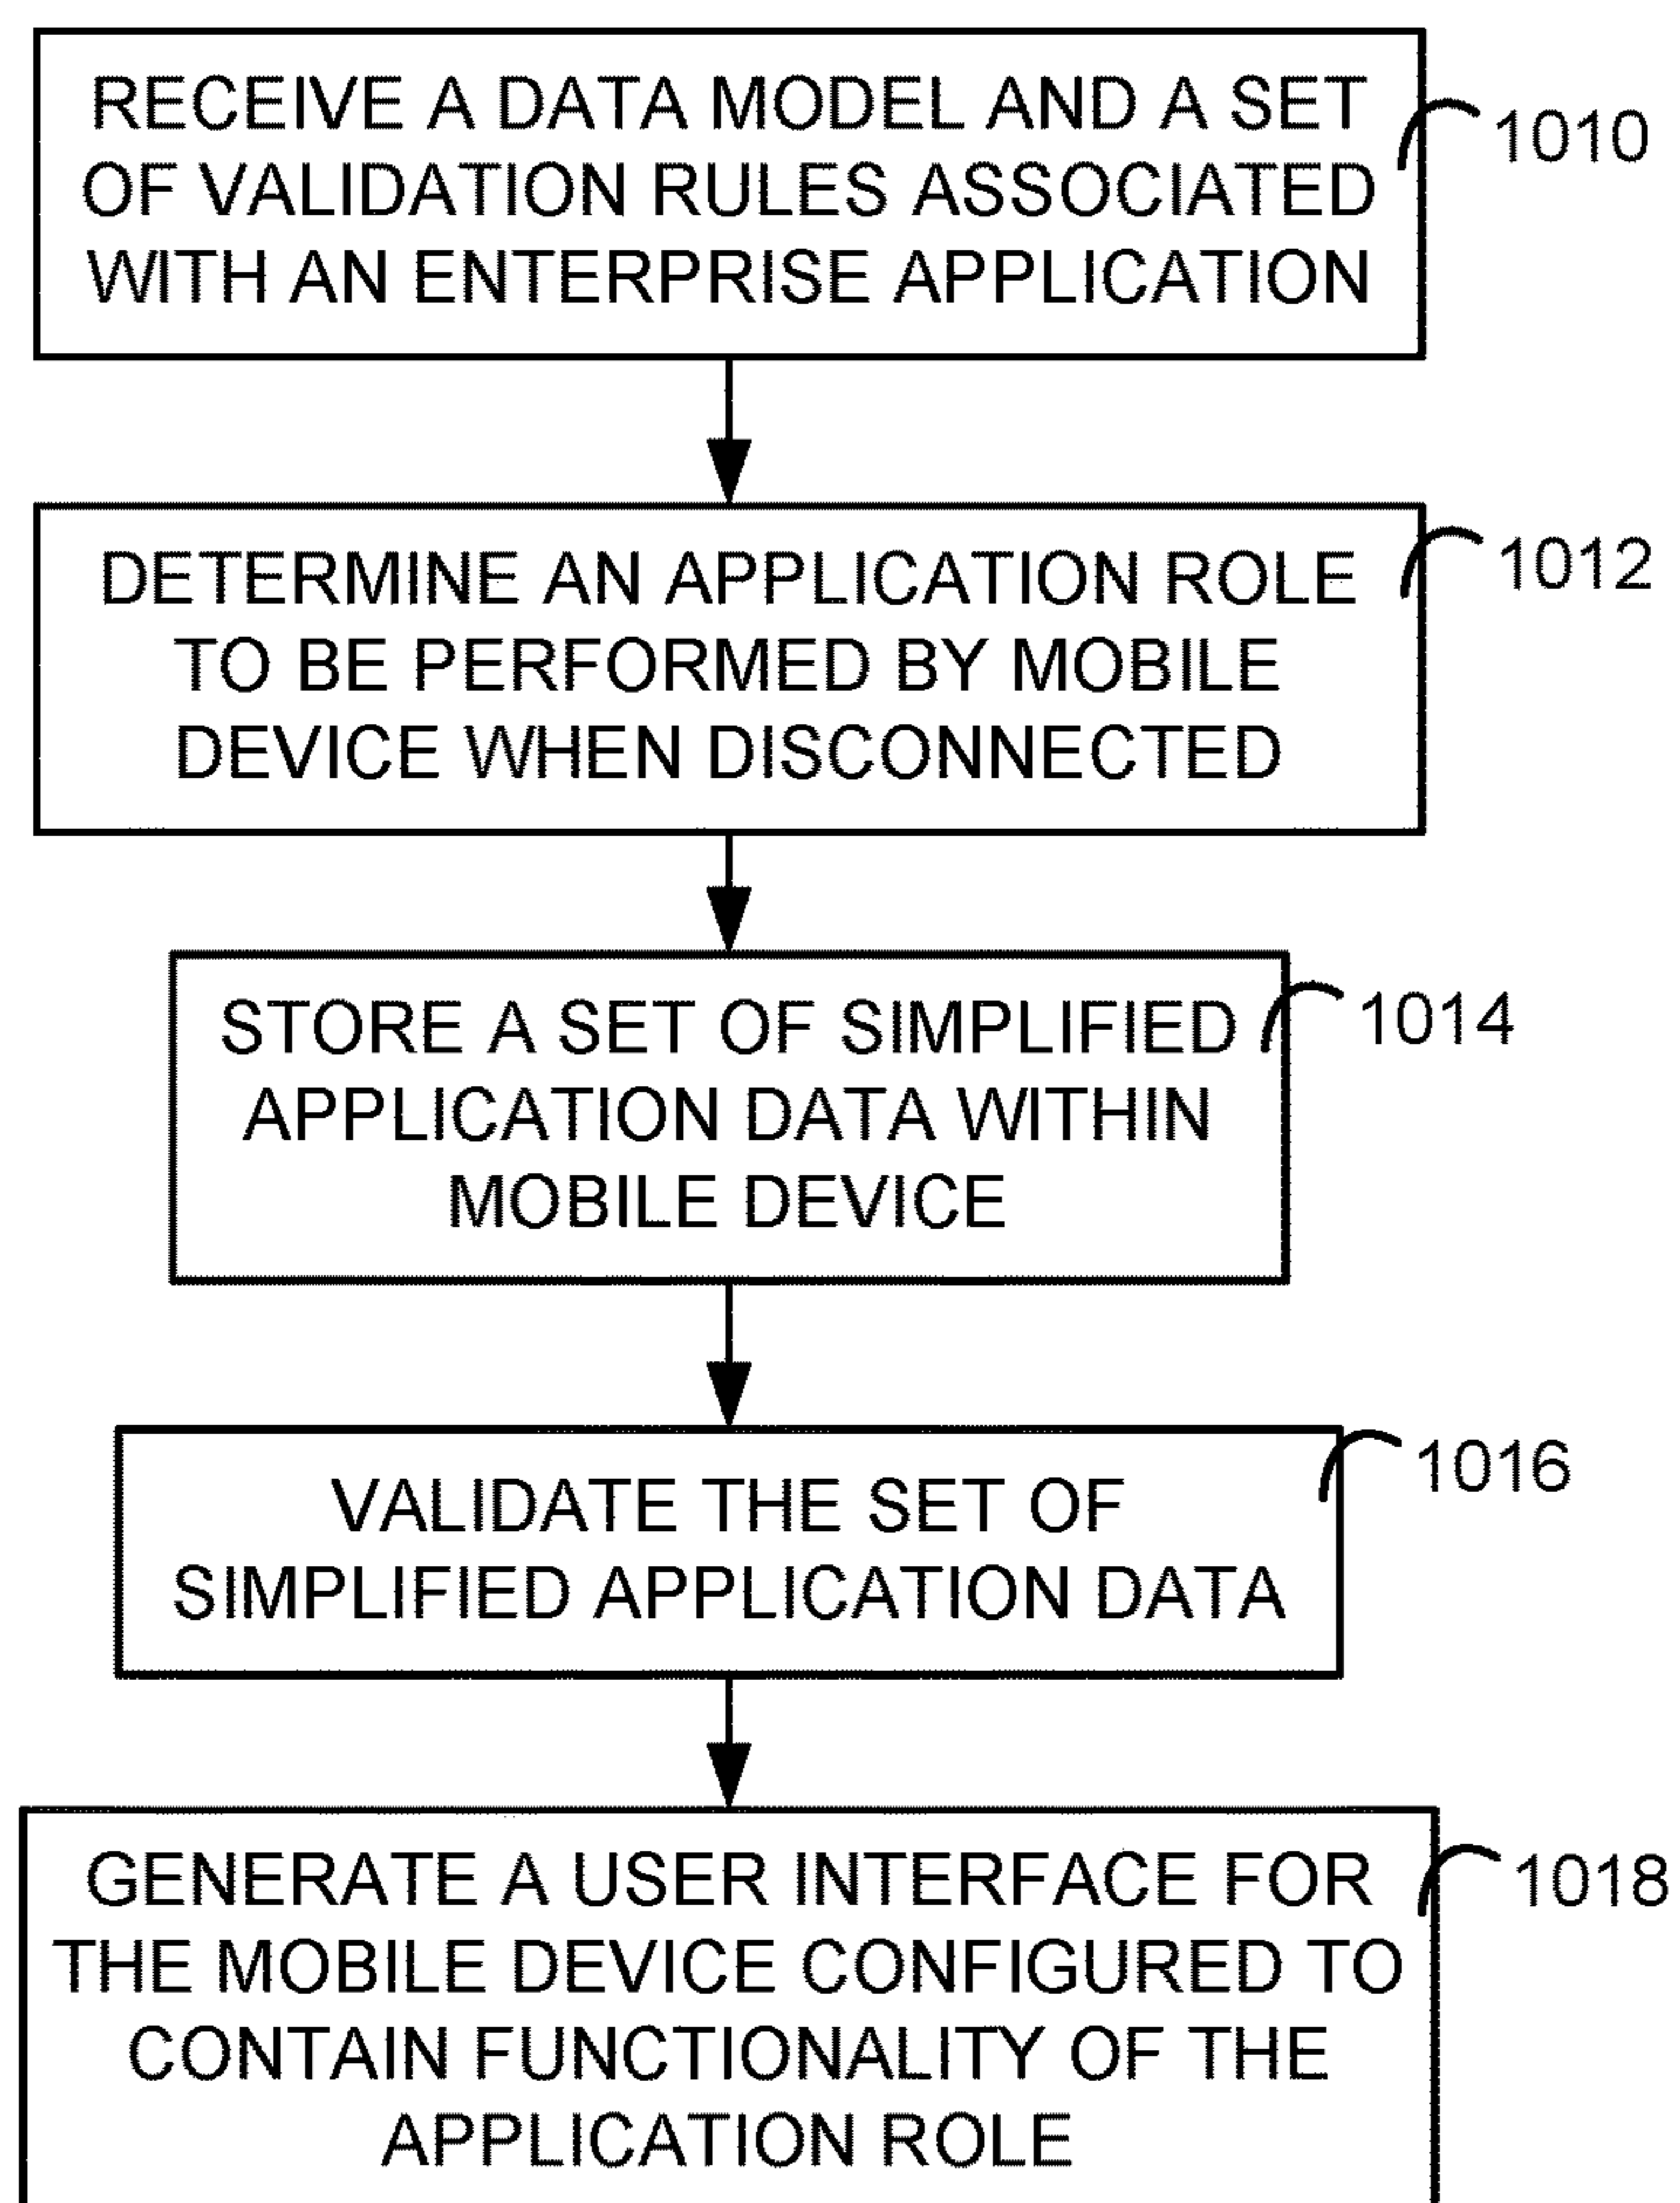 RECEIVE A DATA MODEL AND A SET
OF VALIDATION RULES ASSOCIATED
WITH AN ENTERPRISE APPLICATION
1010
DETERMINE AN APPLICATION ROLE
TO BE PERFORMED BY MOBILE
DEVICE WHEN DISCONNECTED
1012
STORE A SET OF SIMPLIFIED
APPLICATION DATA WITHIN
MOBILE DEVICE
1014
VALIDATE THE SET OF
SIMPLIFIED APPLICATION DATA
1016
GENERATE A USER INTERFACE FOR
THE MOBILE DEVICE CONFIGURED TO
CONTAIN FUNCTIONALITY OF THE
APPLICATION ROLE
1018